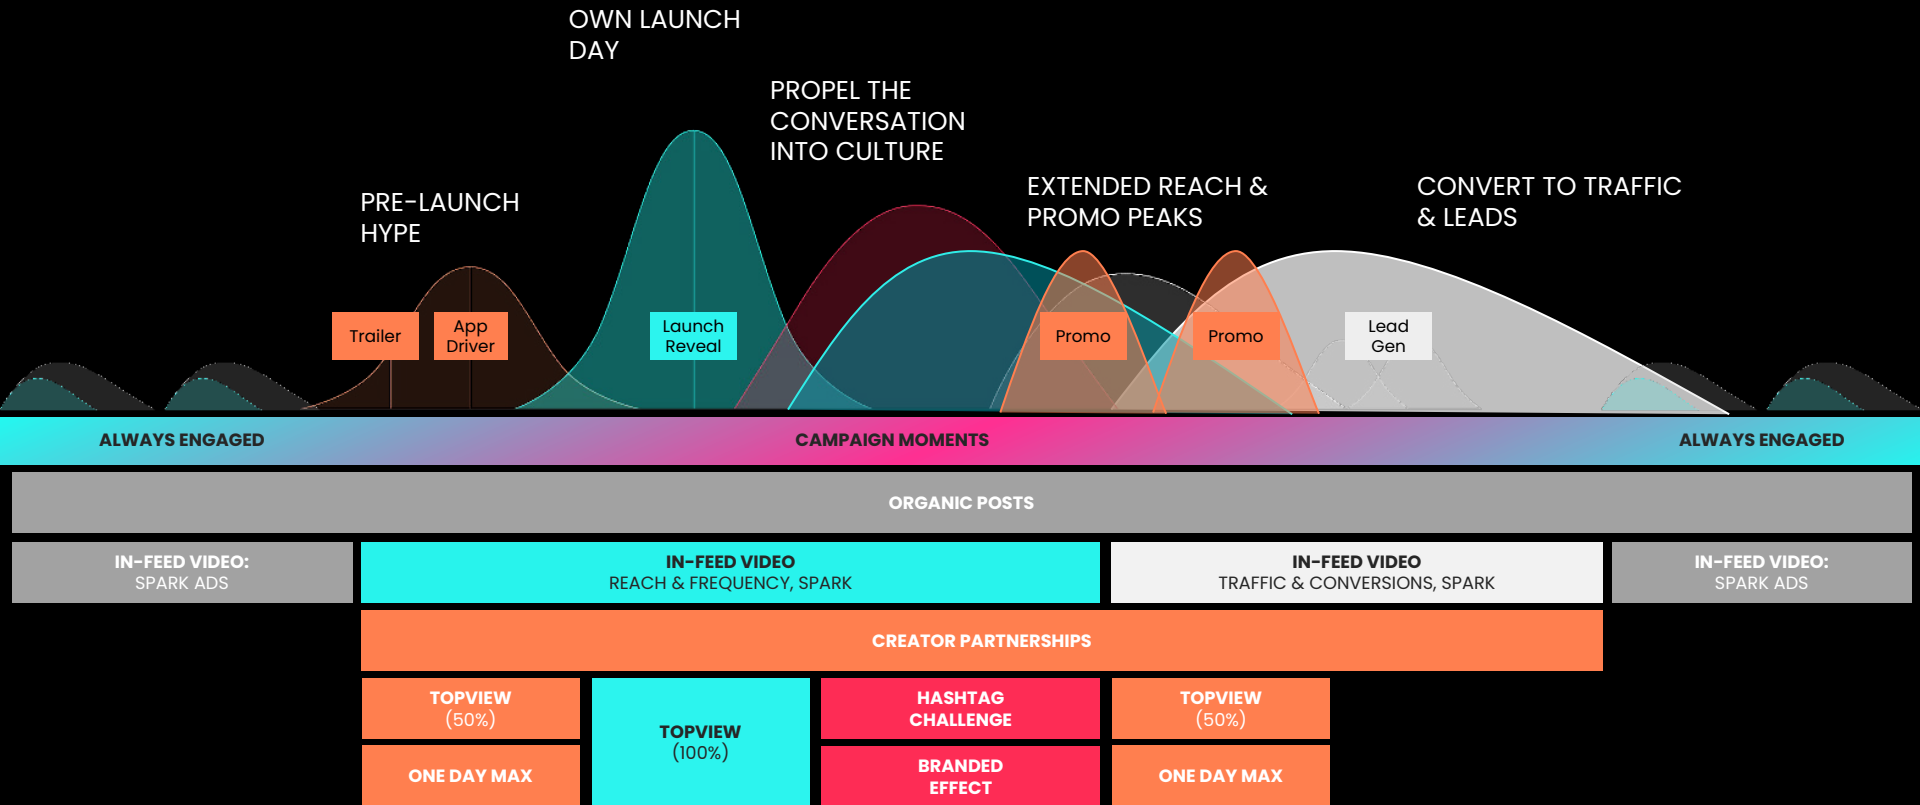 OWN LAUNCH
DAY
PROPEL THE
CONVERSATION
INTO CULTURE
PRE-LAUNCH
HYPE
EXTENDED REACH &
PROMO PEAKS
CONVERT TO TRAFFIC
& LEADS
Trailer
App
Driver
Launch
Reveal
Promo
Promo
Lead
Gen
ALWAYS ENGAGED
CAMPAIGN MOMENTS
ALWAYS ENGAGED
ORGANIC POSTS
IN-FEED VIDEO:
SPARK ADS
IN-FEED VIDEO
REACH & FREQUENCY, SPARK
IN-FEED VIDEO
TRAFFIC & CONVERSIONS, SPARK
IN-FEED VIDEO:
SPARK ADS
CREATOR PARTNERSHIPS
TOPVIEW
(50%)
ONE DAY MAX
TOPVIEW
(100%)
HASHTAG
CHALLENGE
BRANDED
EFFECT
TOPVIEW
(50%)
ONE DAY MAX